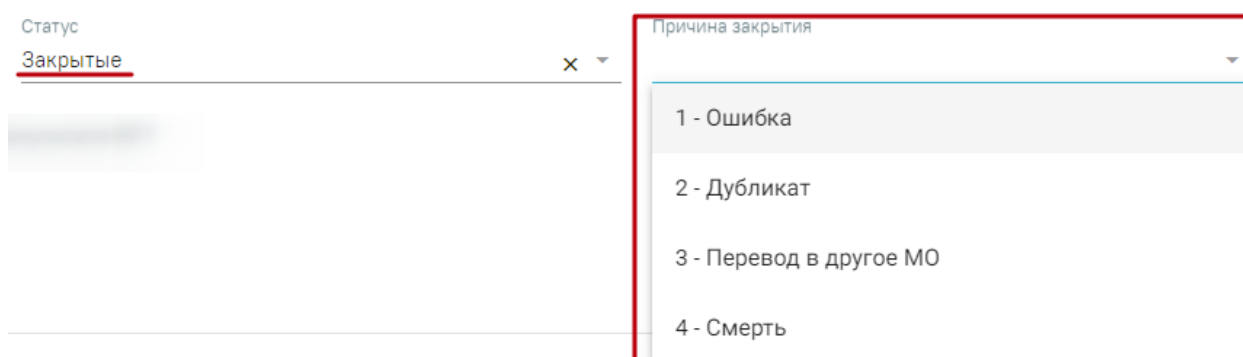 Статус
Закрытые
Причина закрытия
1 - Ошибка
2 - Дубликат
3 - Перевод в другое МО
4 - Смерть